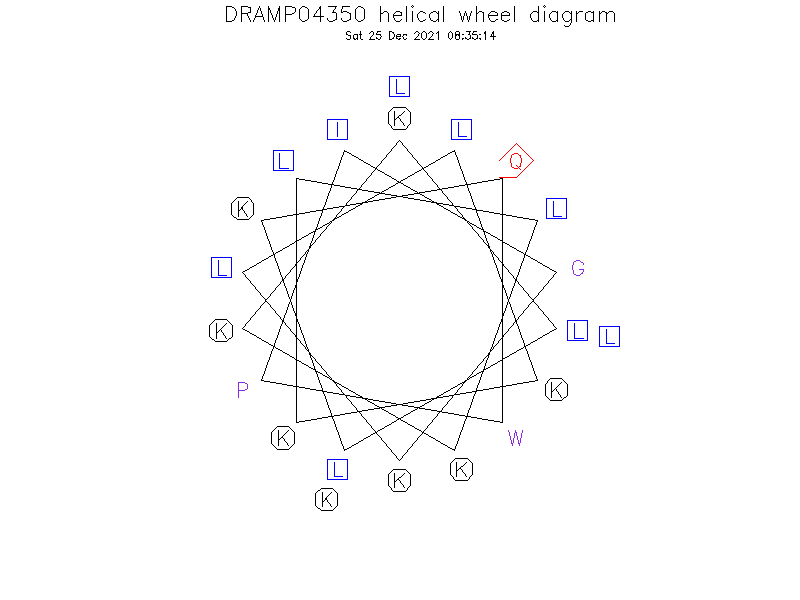 DRAMP04350 helical wheel diagram
Sat 25 Dec 2021 08:35:14
L
I K L
L Q
K L
L G
K L L
P K
K W
L K K
K